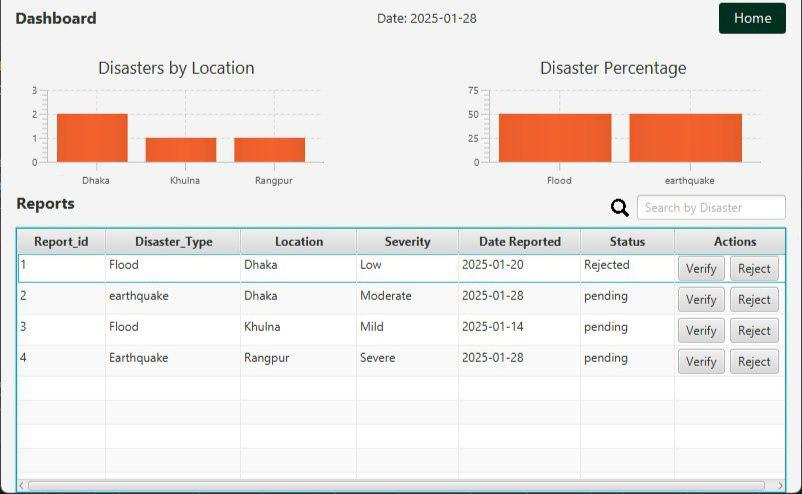 Dashboard Date: 2025-01-28 Home
Disasters by Location Disaster Percentage
3 75
2 50
1 25
0 0
Dhaka Khulna Rangpur Flood earthquake
Reports Search by Disaster
Report_id Disaster_Type Location Severity Date Reported Status Actions
1 Flood Dhaka Low 2025-01-20 Rejected Verify Reject
2 earthquake Dhaka Moderate 2025-01-28 pending Verify Reject
3 Flood Khulna Mild 2025-01-14 pending Verify Reject
4 Earthquake Rangpur Severe 2025-01-28 pending Verify Reject